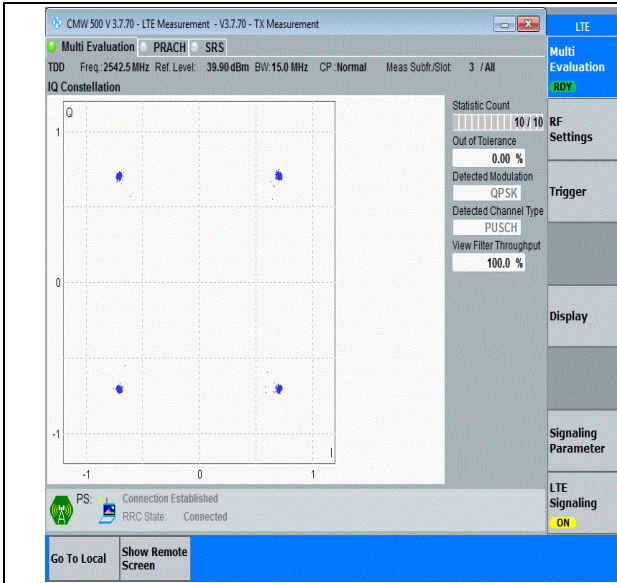 CMW 500 V 3.7.70 - LTE Measurement - V3.7.70 - TX Measurement
LTE
Multi Evaluation PRACH SRS
TDD Freg.:2542.5 MHz Ref. Level: 39.90 dBm BW:15.0 MHz CP :Normal Meas Subfr./Slot: 3 / All
IQ Constellation
Q
1
0
-1
-1 0 1
I
Statistic Count
10 / 10
Out of Tolerance
0.00 %
Detected Modulation
QPSK
Detected Channel Type
PUSCH
View Filter Throughput
100.0 %
Multi
Evaluation
RDY
RF
Settings
Trigger
Display
Signaling
Parameter
LTE
Signaling
ON
PS: Connection Established
RRC State: Connected
Go To Local
Show Remote
Screen